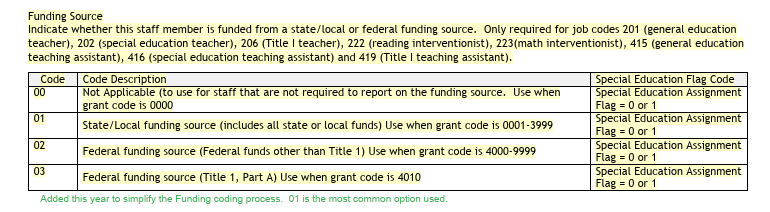 Funding Source
Indicate whether this staff member is funded from a state/local or federal funding source.  Only required for job codes 201 (general education
teacher), 202 (special education teacher), 206 (Title I teacher), 222 (reading interventionist), 223(math interventionist), 415 (general education
teaching assistant), 416 (special education teaching assistant) and 419 (Title I teaching assistant).
Code Code Description Special Education Flag Code
00 Not Applicable (to use for staff that are not required to report on the funding source.  Use when Special Education Assignment
grant code is 0000 Flag = 0 or 1
01 State/Local funding source (includes all state or local funds) Use when grant code is 0001-3999 Special Education Assignment
Flag = 0 or 1
02 Federal funding source (Federal funds other than Title 1) Use when grant code is 4000-9999 Special Education Assignment
Flag = 0 or 1
03 Federal funding source (Title 1, Part A) Use when grant code is 4010 Special Education Assignment
Flag = 0 or 1
Added this year to simplify the Funding coding process.  01 is the most common option used.